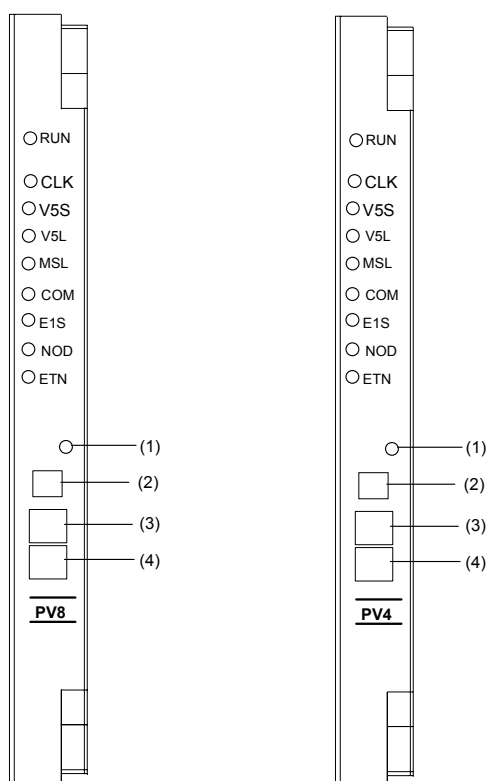 RUN
CLK
V5S
V5L
MSL
COM
E1S
NOD
ETN
(1)
(2)
(3)
(4)
PV8
RUN
CLK
V5S
V5L
MSL
COM
E1S
NOD
ETN
(1)
(2)
(3)
(4)
PV4